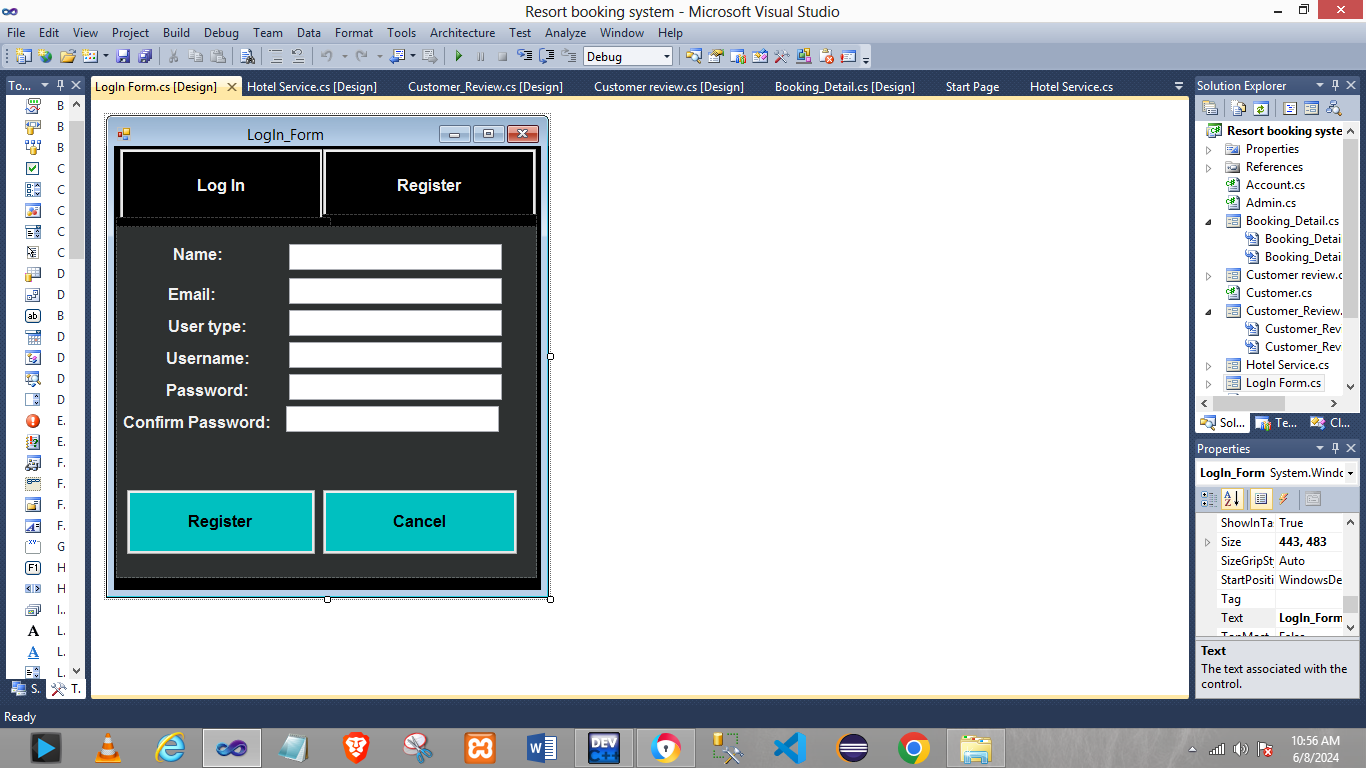 Resort booking system - Microsoft Visual Studio
File Edit View Project Build Debug Team Data Format Tools Architecture Test Analyze Window Help
Debug
To...
LogIn Form.cs [Design] Hotel Service.cs [Design] Customer_Review.cs [Design] Customer review.cs [Design] Booking_Detail.cs [Design] Start Page Hotel Service.cs
B
B
B
C
C
C
C
C
D
D
B
D
D
D
D
E.
E.
F.
F.
F.
F.
G
H
H
I..
L.
L.
L.
S.
T.
LogIn_Form
Log In Register
Name:
Email:
User type:
Username:
Password:
Confirm Password:
Register Cancel
Solution Explorer
Resort booking syste
Properties
References
Account.cs
Admin.cs
Booking_Detail.cs
Booking_Detai
Booking_Detai
Customer review.c
Customer.cs
Customer_Review.
Customer_Rev
Customer_Rev
Hotel Service.cs
LogIn Form.cs
Sol... Te... Cl...
Properties
LogIn_Form System.Windo
ShowInTa True
Size 443, 483
SizeGripSt Auto
StartPositi WindowsDe
Tag
Text LogIn_Form
Text
The text associated with the
control.
Ready
DEV
C++
10:56 AM
6/8/2024